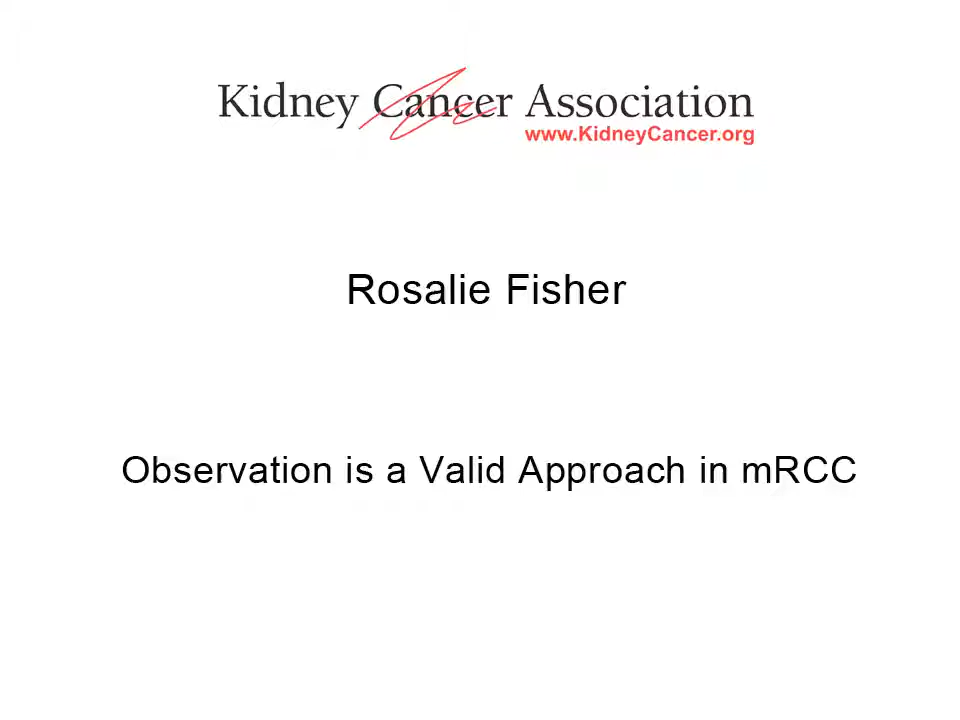 Kidney Cancer Association
www.KidneyCancer.org
Rosalie Fisher
Observation is a Valid Approach in mRCC